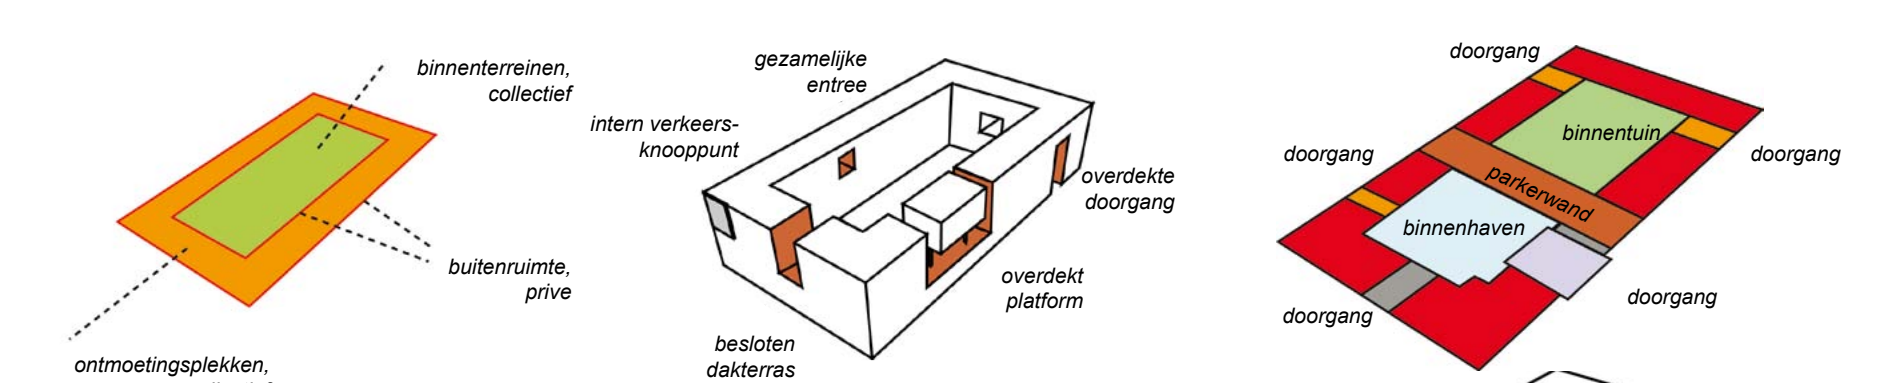 binnenterreinen,
collectief
buitenruimte,
prive
ontmoetingsplekken,
gezamelijke
entree
intern verkeers-
knooppunt
overdekte
doorgang
overdekt
platform
besloten
dakterras
doorgang
binnentuin
doorgang
doorgang
parkerwand
binnenhaven
doorgang
doorgang